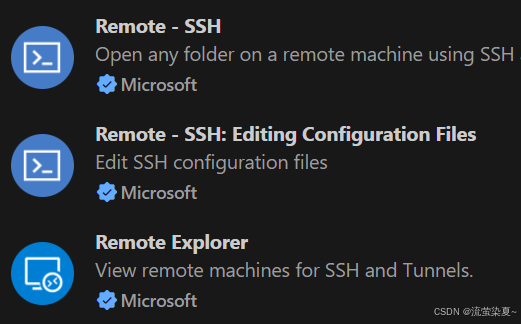 Remote - SSH
Open any folder on a remote machine using SSH
Microsoft
Remote - SSH: Editing Configuration Files
Edit SSH configuration files
Microsoft
Remote Explorer
View remote machines for SSH and Tunnels.
Microsoft
CSDN @流萤染夏~